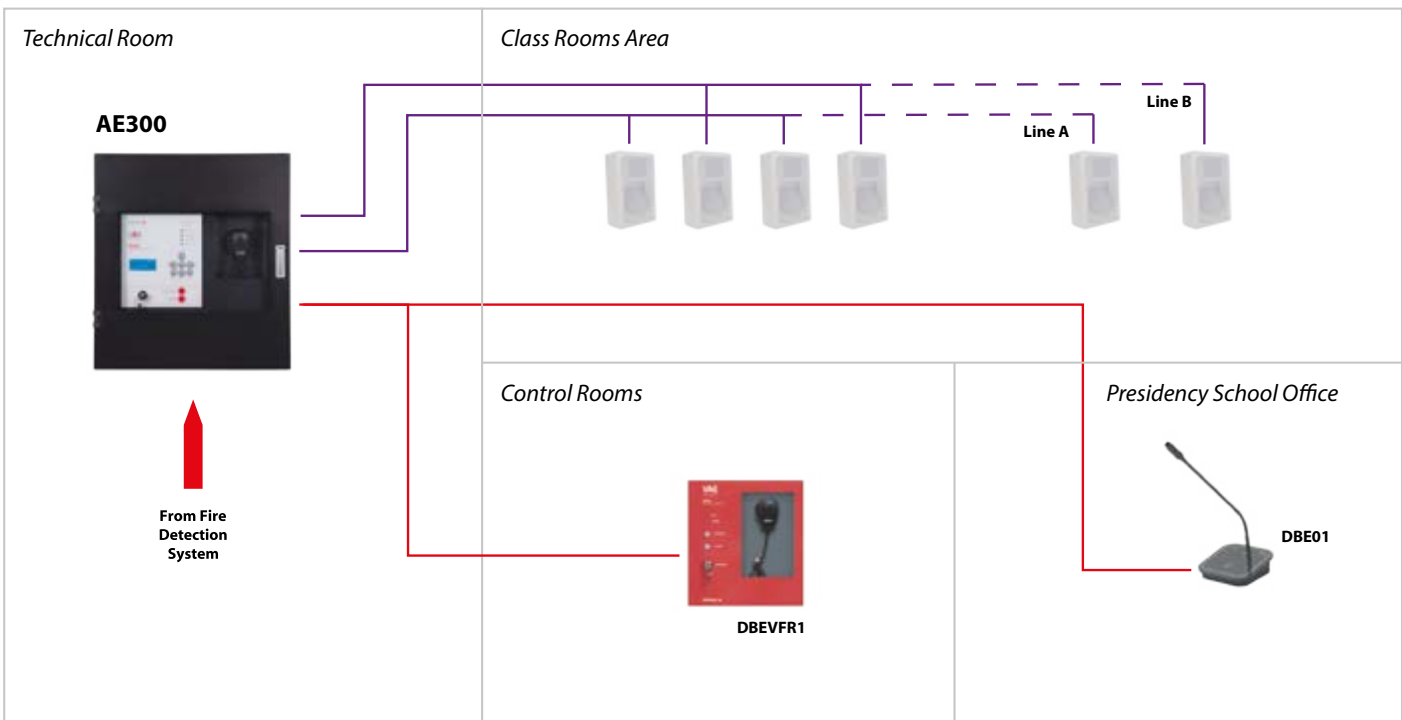 Technical Room
Class Rooms Area
AE300
Line B
Line A
Control Rooms
Presidency School Office
From Fire
Detection
System
DBE01
DBEVFR1